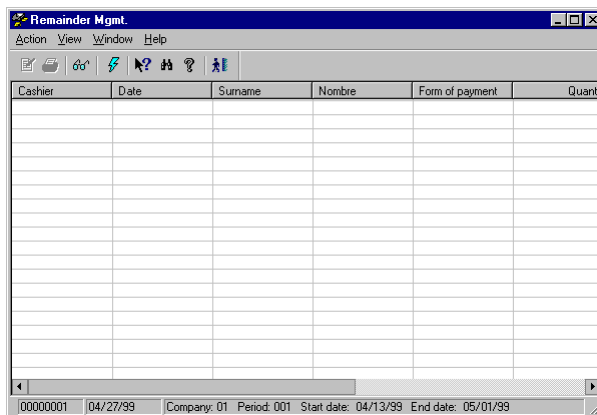 Remainder Mgmt.
Action View Window Help
Cashier Date Surname Nombre Form of payment Quant
00000001 04/27/99 Company: 01 Period: 001 Start date: 04/13/99 End date: 05/01/99